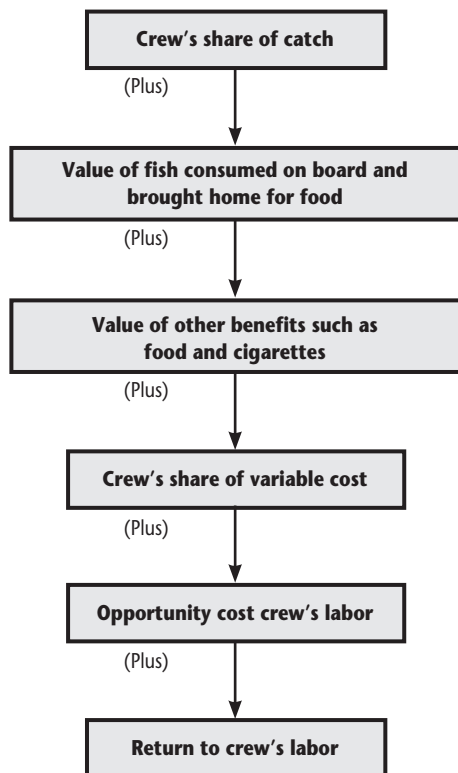 Crew's share of catch
(Plus)
Value of fish consumed on board and
brought home for food
(Plus)
Value of other benefits such as
food and cigarettes
(Plus)
Crew's share of variable cost
(Plus)
Opportunity cost crew's labor
(Plus)
Return to crew's labor